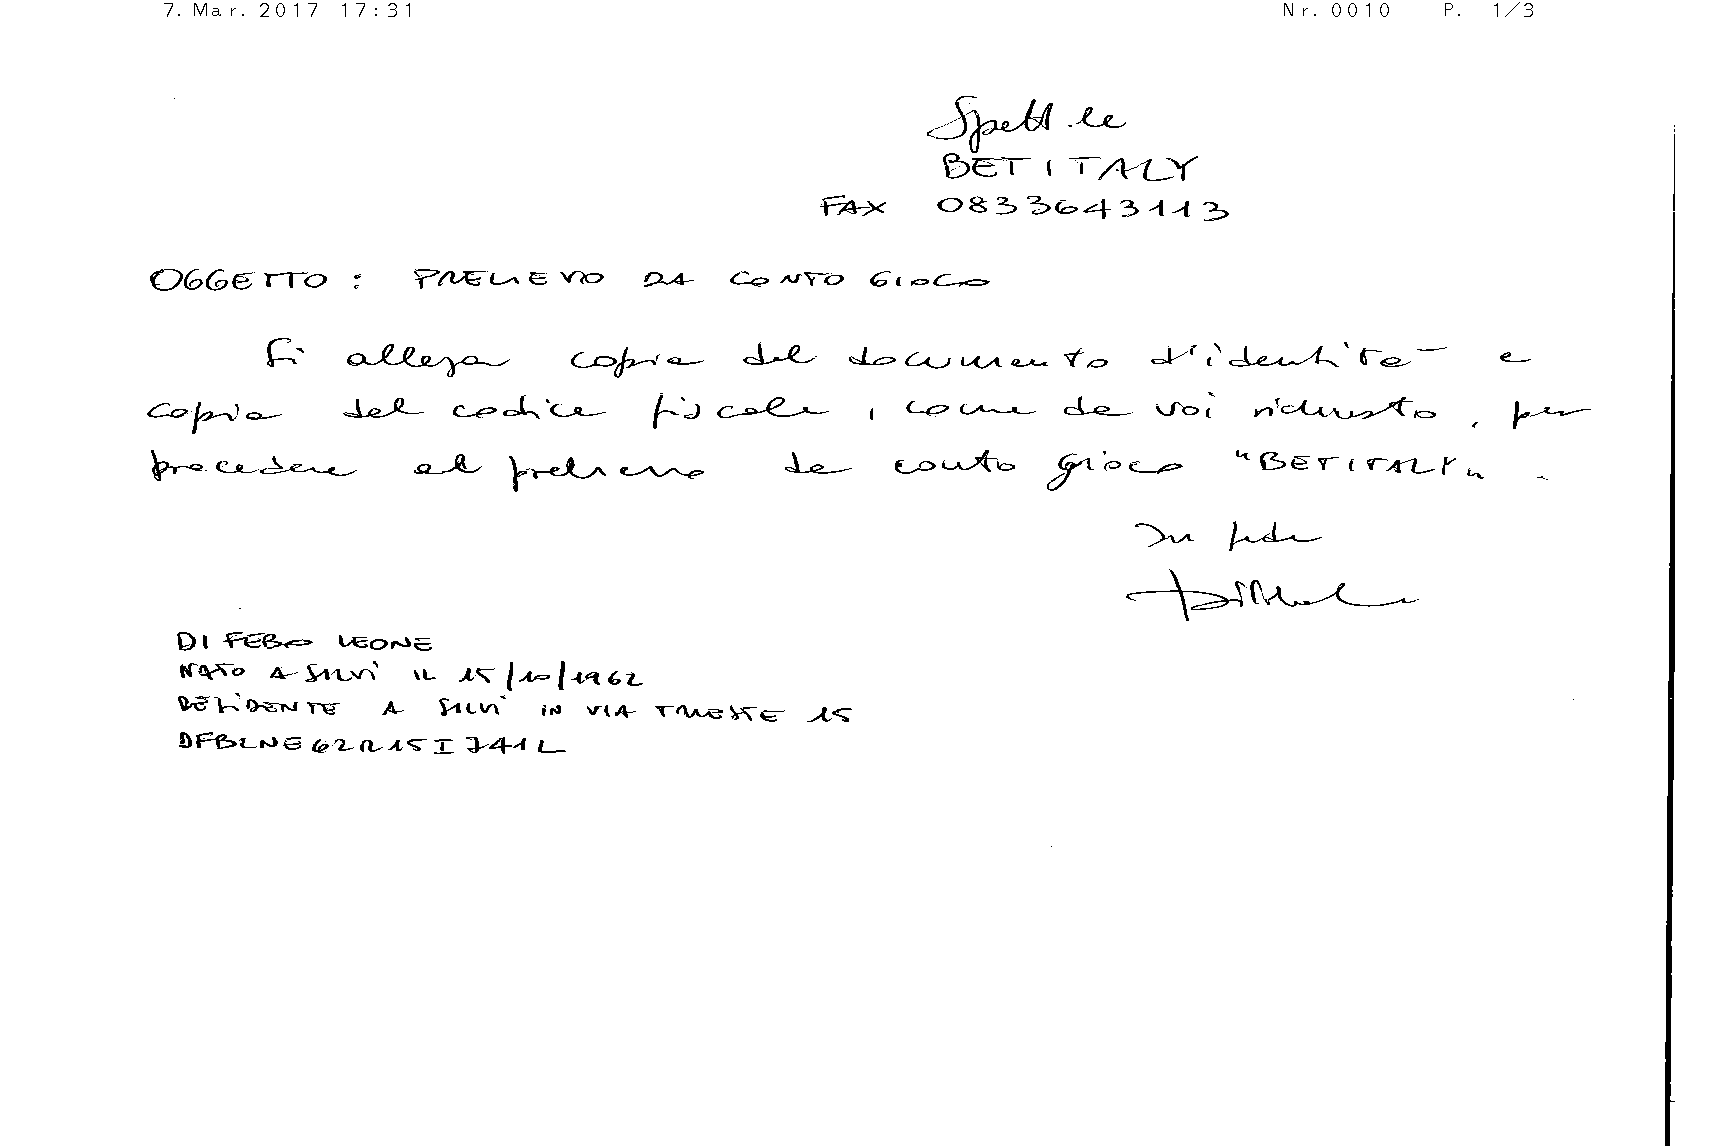 7. Mar. 2017 17:31 Nr. 0010 P. 1/3
Spett.le
BETITALY
FAX 0833643113
OGGETTO : PRELIEVO DA CONTO GIOCO
Si allega copia del documento d'identità e
copia del codice fiscale, come da voi richiesto, per
procedere al prelievo da conto gioco "BETITALY".
In fede
DI FEBO LEONE
NATO A SILVI IL 15/10/1962
RESIDENTE A SILVI IN VIA TRIESTE 15
DFBLNE62R15I741L